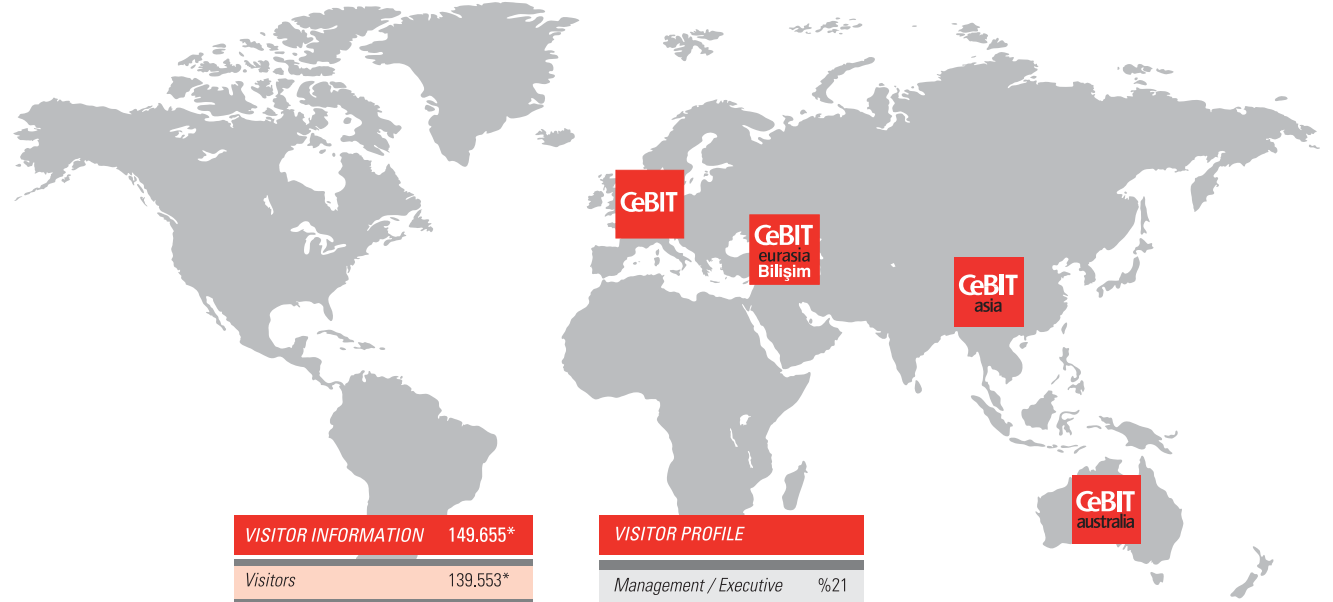 CeBIT
CeBIT
eurasia
Bilişim
CeBIT
asia
CeBIT
australia
VISITOR INFORMATION 149.655*
Visitors 139.553*
VISITOR PROFILE
Management / Executive %21